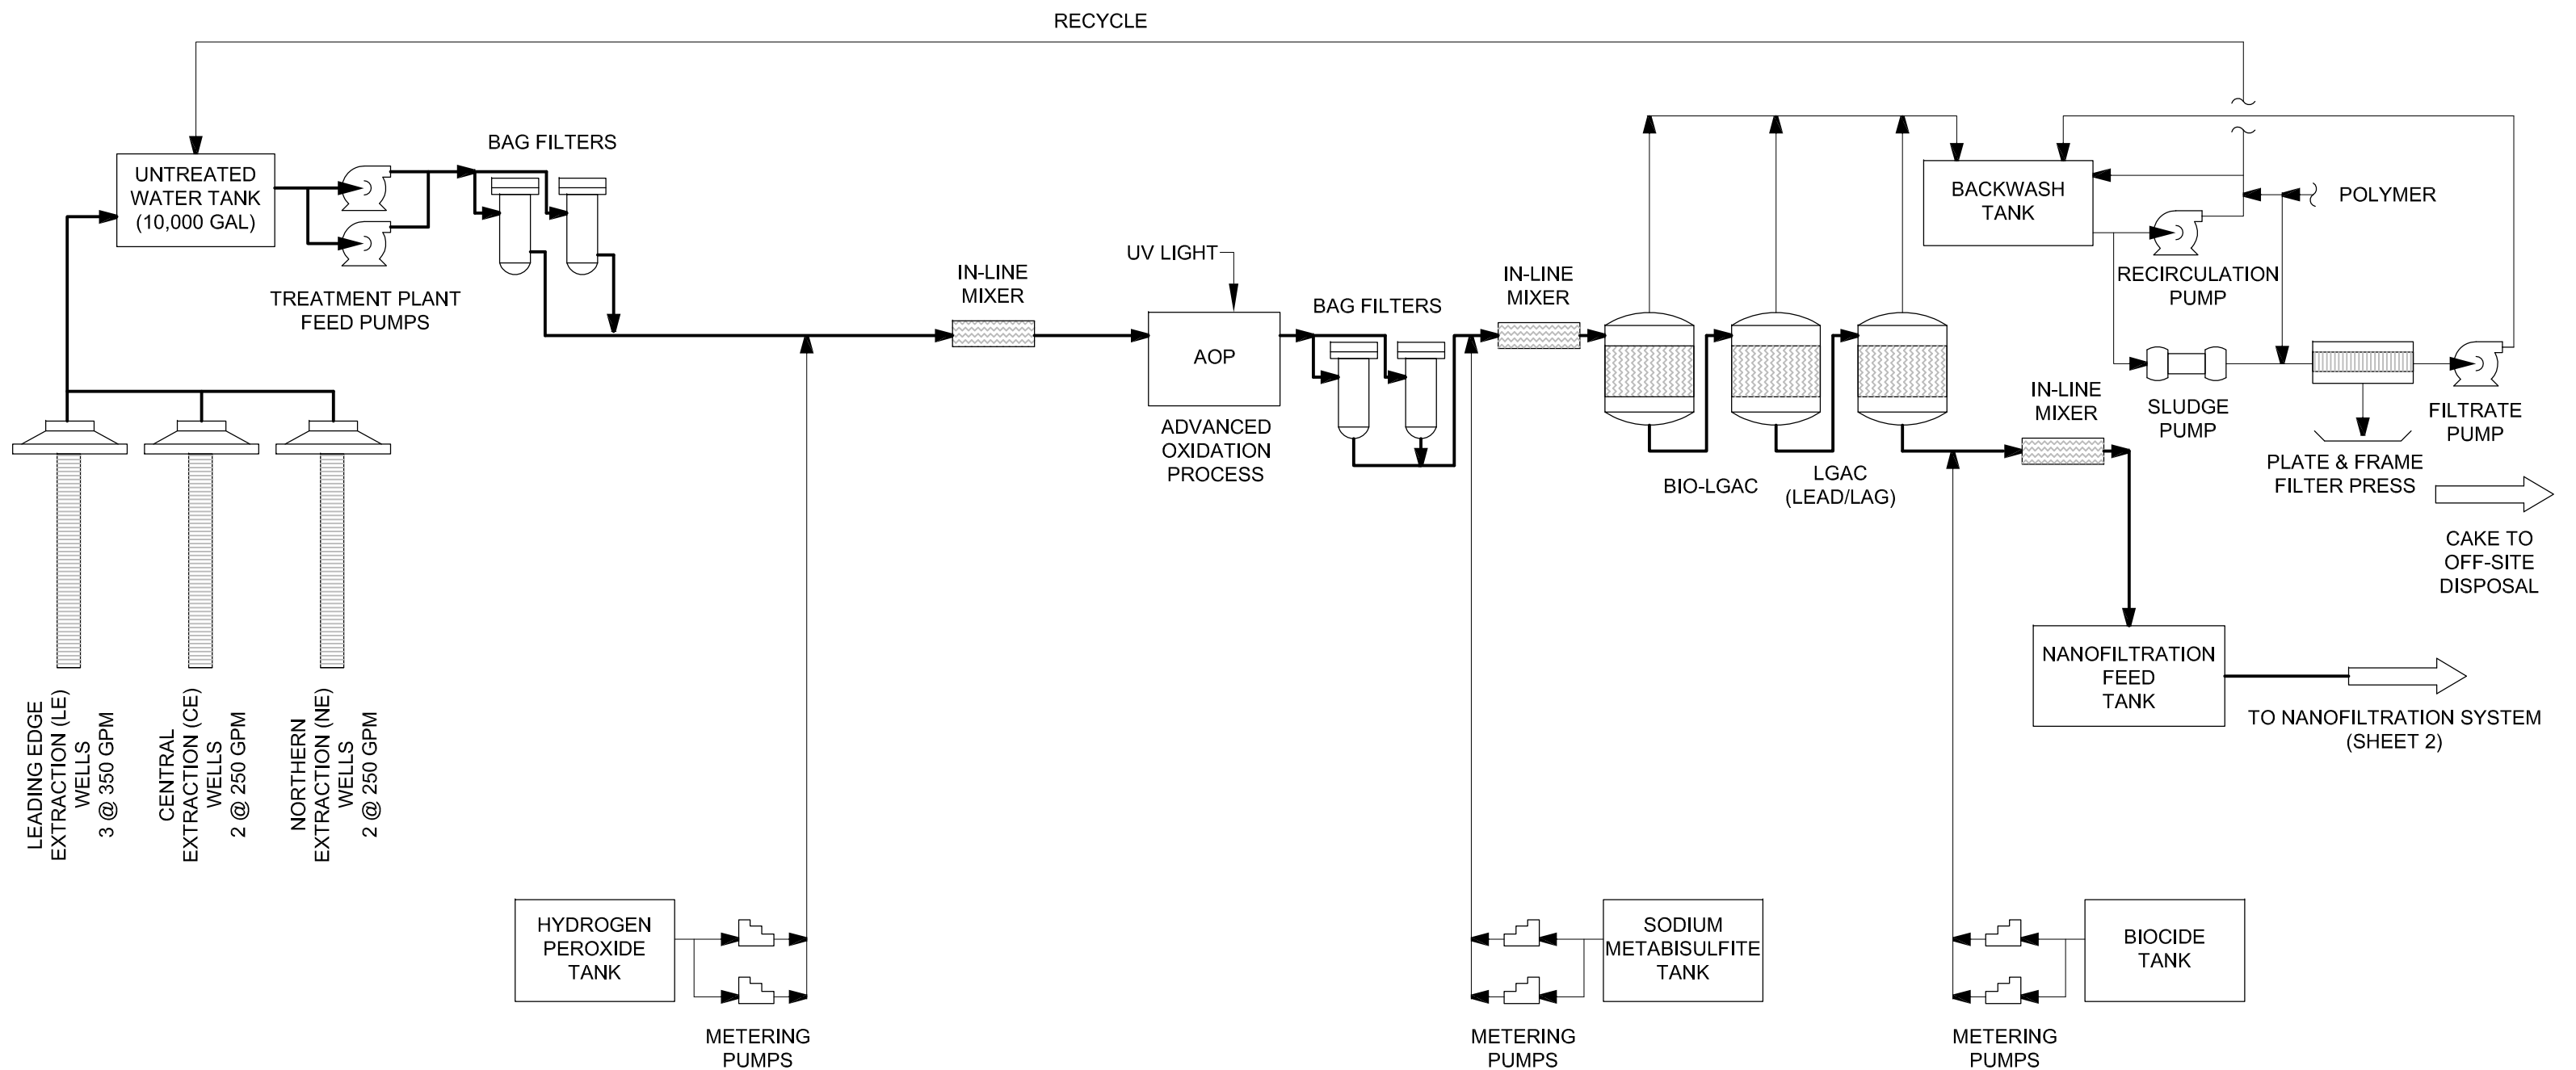 RECYCLE
UNTREATED
WATER TANK
(10,000 GAL)
BAG FILTERS
TREATMENT PLANT
FEED PUMPS
IN-LINE
MIXER
UV LIGHT
AOP
ADVANCED
OXIDATION
PROCESS
BAG FILTERS
IN-LINE
MIXER
BIO-LGAC
LGAC
(LEAD/LAG)
BACKWASH
TANK
POLYMER
RECIRCULATION
PUMP
IN-LINE
MIXER
SLUDGE
PUMP
FILTRATE
PUMP
PLATE & FRAME
FILTER PRESS
CAKE TO
OFF-SITE
DISPOSAL
NANOFILTRATION
FEED
TANK
TO NANOFILTRATION SYSTEM
(SHEET 2)
LEADING EDGE
EXTRACTION (LE)
WELLS
3 @ 350 GPM
CENTRAL
EXTRACTION (CE)
WELLS
2 @ 250 GPM
NORTHERN
EXTRACTION (NE)
WELLS
2 @ 250 GPM
HYDROGEN
PEROXIDE
TANK
METERING
PUMPS
SODIUM
METABISULFITE
TANK
METERING
PUMPS
BIOCIDE
TANK
METERING
PUMPS